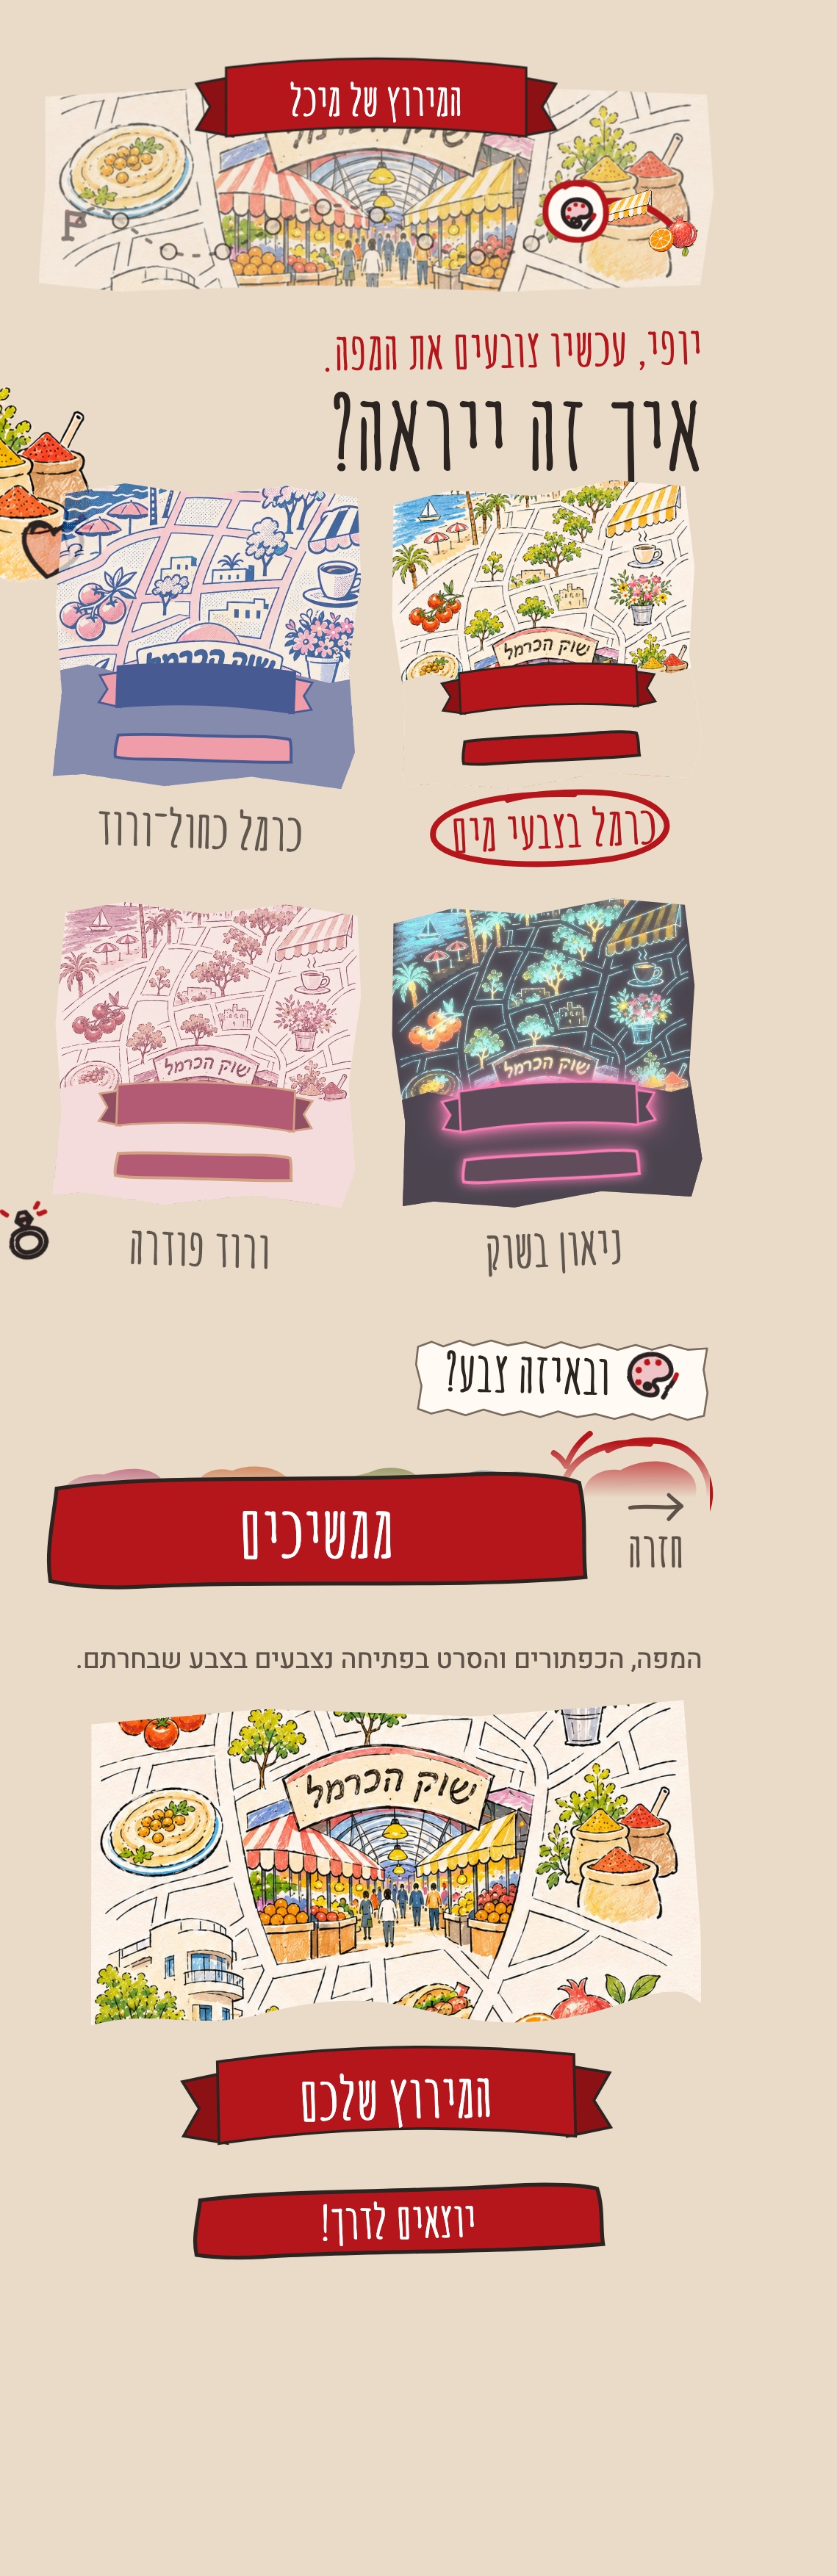 המירוץ של מיכל
יופי, עכשיו צובעים את המפה.
איך זה ייראה?
שוק הכרמל
שוק הכרמל
כרמל בצבעי מים
כרמל כחול־ורוד
שוק הכרמל
שוק הכרמל
ניאון בשוק
ורוד פודרה
ובאיזה צבע?
חזרה
ממשיכים
המפה, הכפתורים והסרט בפתיחה נצבעים בצבע שבחרתם.
שוק הכרמל
המירוץ שלכם
יוצאים לדרך!